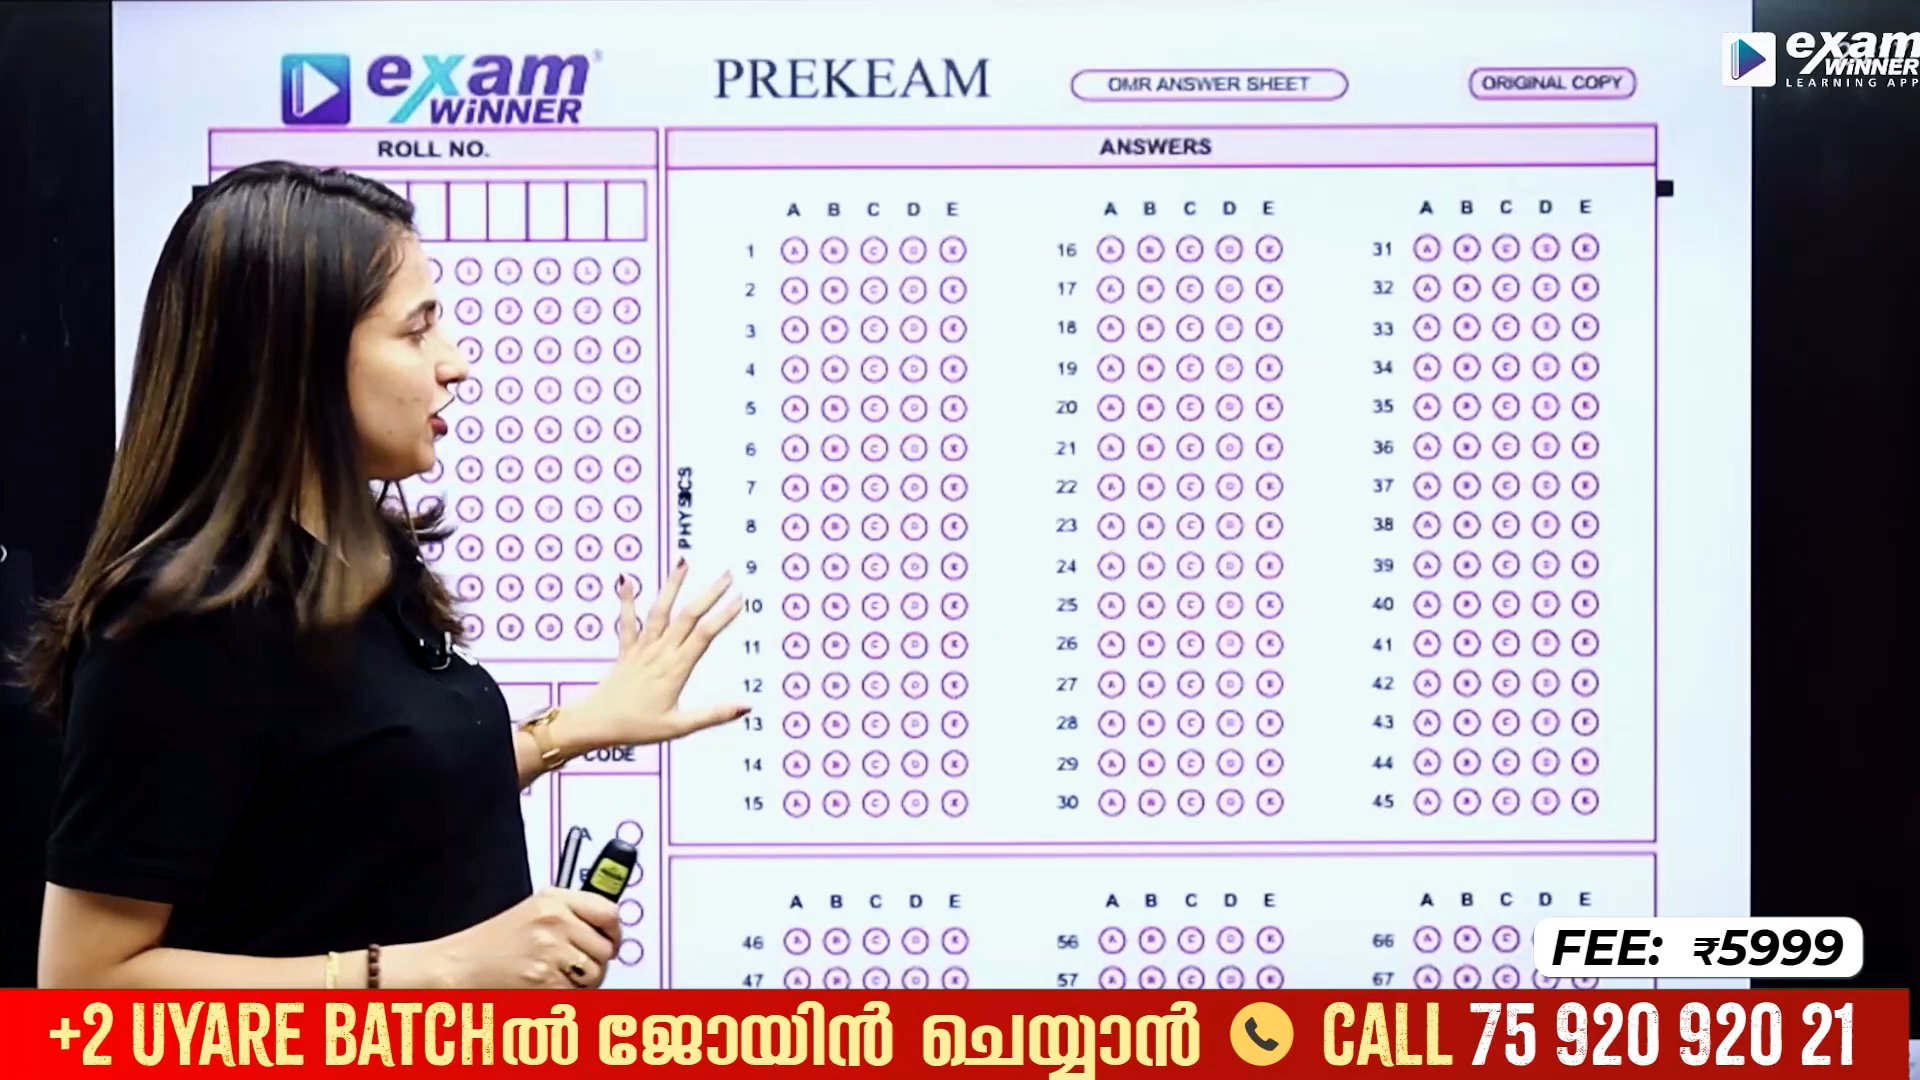 exam WiNNER
PREKEAM
OMR ANSWER SHEET
ORIGINAL COPY
exam WiNNER
LEARNING APP
ROLL NO.
ANSWERS
A B C D E A B C D E A B C D E
1 A B C D E 16 A B C D E 31 A B C D E
2 A B C D E 17 A B C D E 32 A B C D E
3 A B C D E 18 A B C D E 33 A B C D E
4 A B C D E 19 A B C D E 34 A B C D E
5 A B C D E 20 A B C D E 35 A B C D E
6 A B C D E 21 A B C D E 36 A B C D E
7 A B C D E 22 A B C D E 37 A B C D E
8 A B C D E 23 A B C D E 38 A B C D E
9 A B C D E 24 A B C D E 39 A B C D E
10 A B C D E 25 A B C D E 40 A B C D E
11 A B C D E 26 A B C D E 41 A B C D E
12 A B C D E 27 A B C D E 42 A B C D E
13 A B C D E 28 A B C D E 43 A B C D E
14 A B C D E 29 A B C D E 44 A B C D E
15 A B C D E 30 A B C D E 45 A B C D E
PHYSICS
CODE
A
A B C D E A B C D E A B C D E
46 A B C D E 56 A B C D E 66 A B C
47 A B C D E 57 A B C D E 67 A B C
FEE: ₹5999
+2 UYARE BATCHൽ ജോയിൻ ചെയ്യാൻ CALL 75 920 920 21